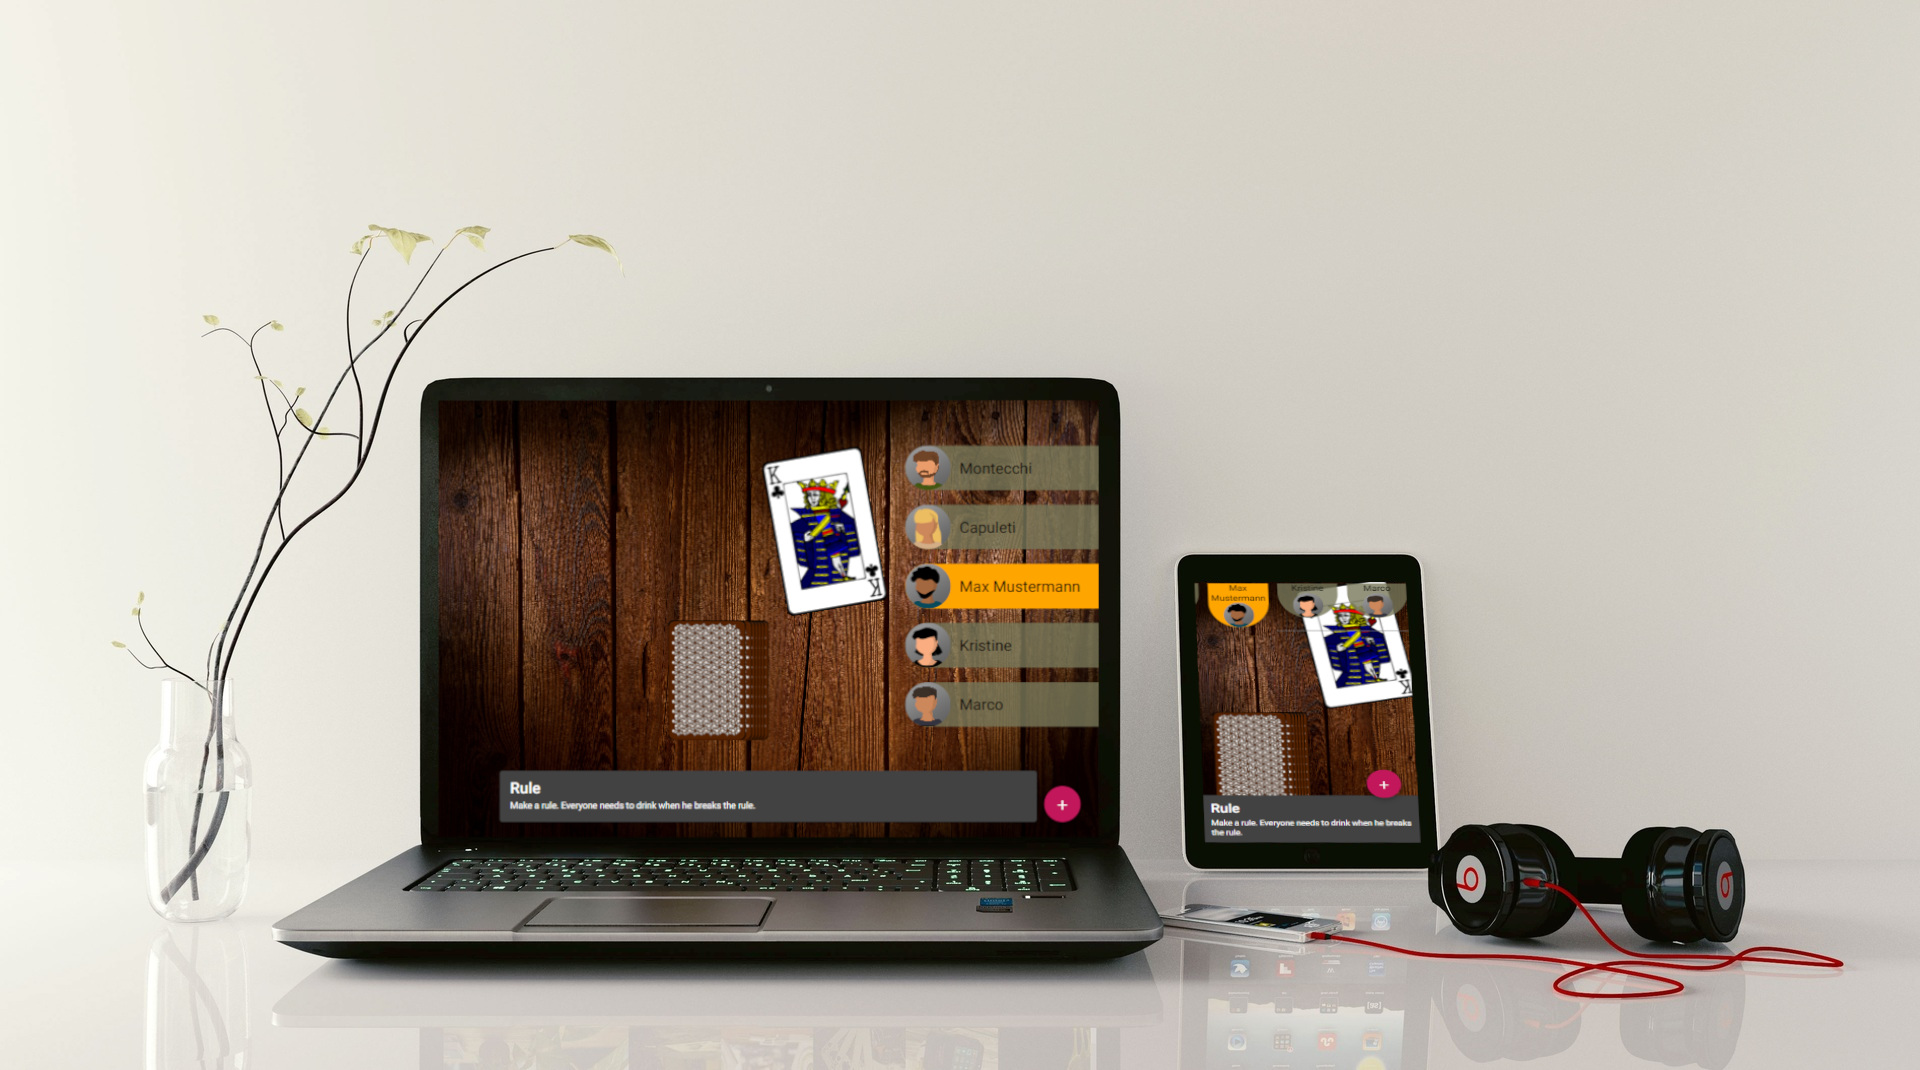 K
K
Montecchi
Capuleti
Max Mustermann
Kristine
Marco
Rule
Make a rule. Everyone needs to drink when he breaks the rule.
+
Max
Mustermann
Kristine
Marco
K
+
Rule
Make a rule. Everyone needs to drink when he breaks
the rule.
b